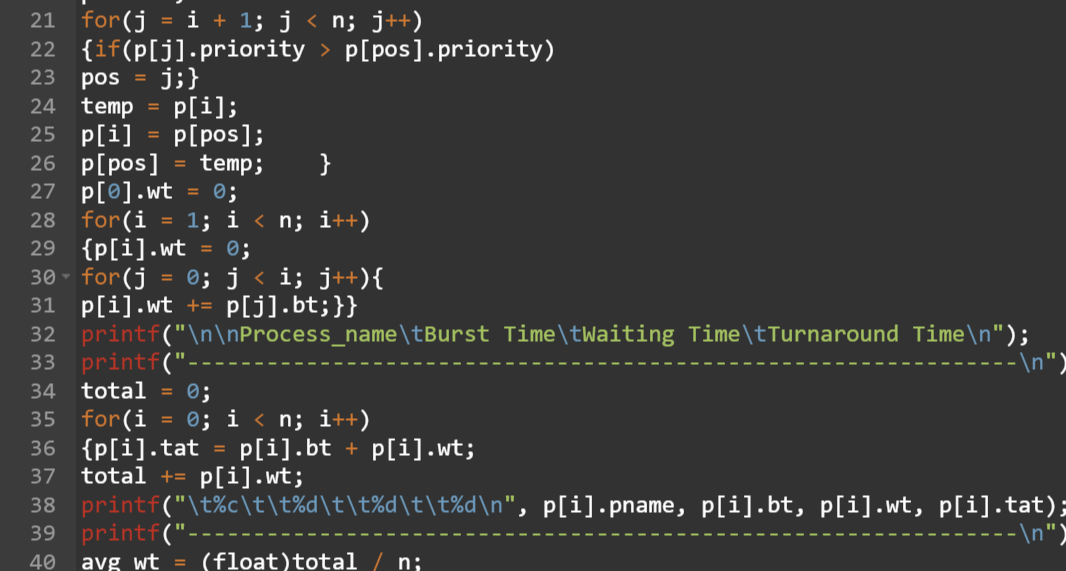 21 for(j = i + 1; j < n; j++)
22 {if(p[j].priority > p[pos].priority)
23 pos = j;}
24 temp = p[i];
25 p[i] = p[pos];
26 p[pos] = temp;    }
27 p[0].wt = 0;
28 for(i = 1; i < n; i++)
29 {p[i].wt = 0;
30 for(j = 0; j < i; j++){
31 p[i].wt += p[j].bt;}}
32 printf("\n\nProcess_name\tBurst Time\tWaiting Time\tTurnaround Time\n");
33 printf("---------------------------------------------------------------\n")
34 total = 0;
35 for(i = 0; i < n; i++)
36 {p[i].tat = p[i].bt + p[i].wt;
37 total += p[i].wt;
38 printf("\t%c\t\t%d\t\t%d\t\t%d\n", p[i].pname, p[i].bt, p[i].wt, p[i].tat);
39 printf("---------------------------------------------------------------\n")
40 avg_wt = (float)total / n;